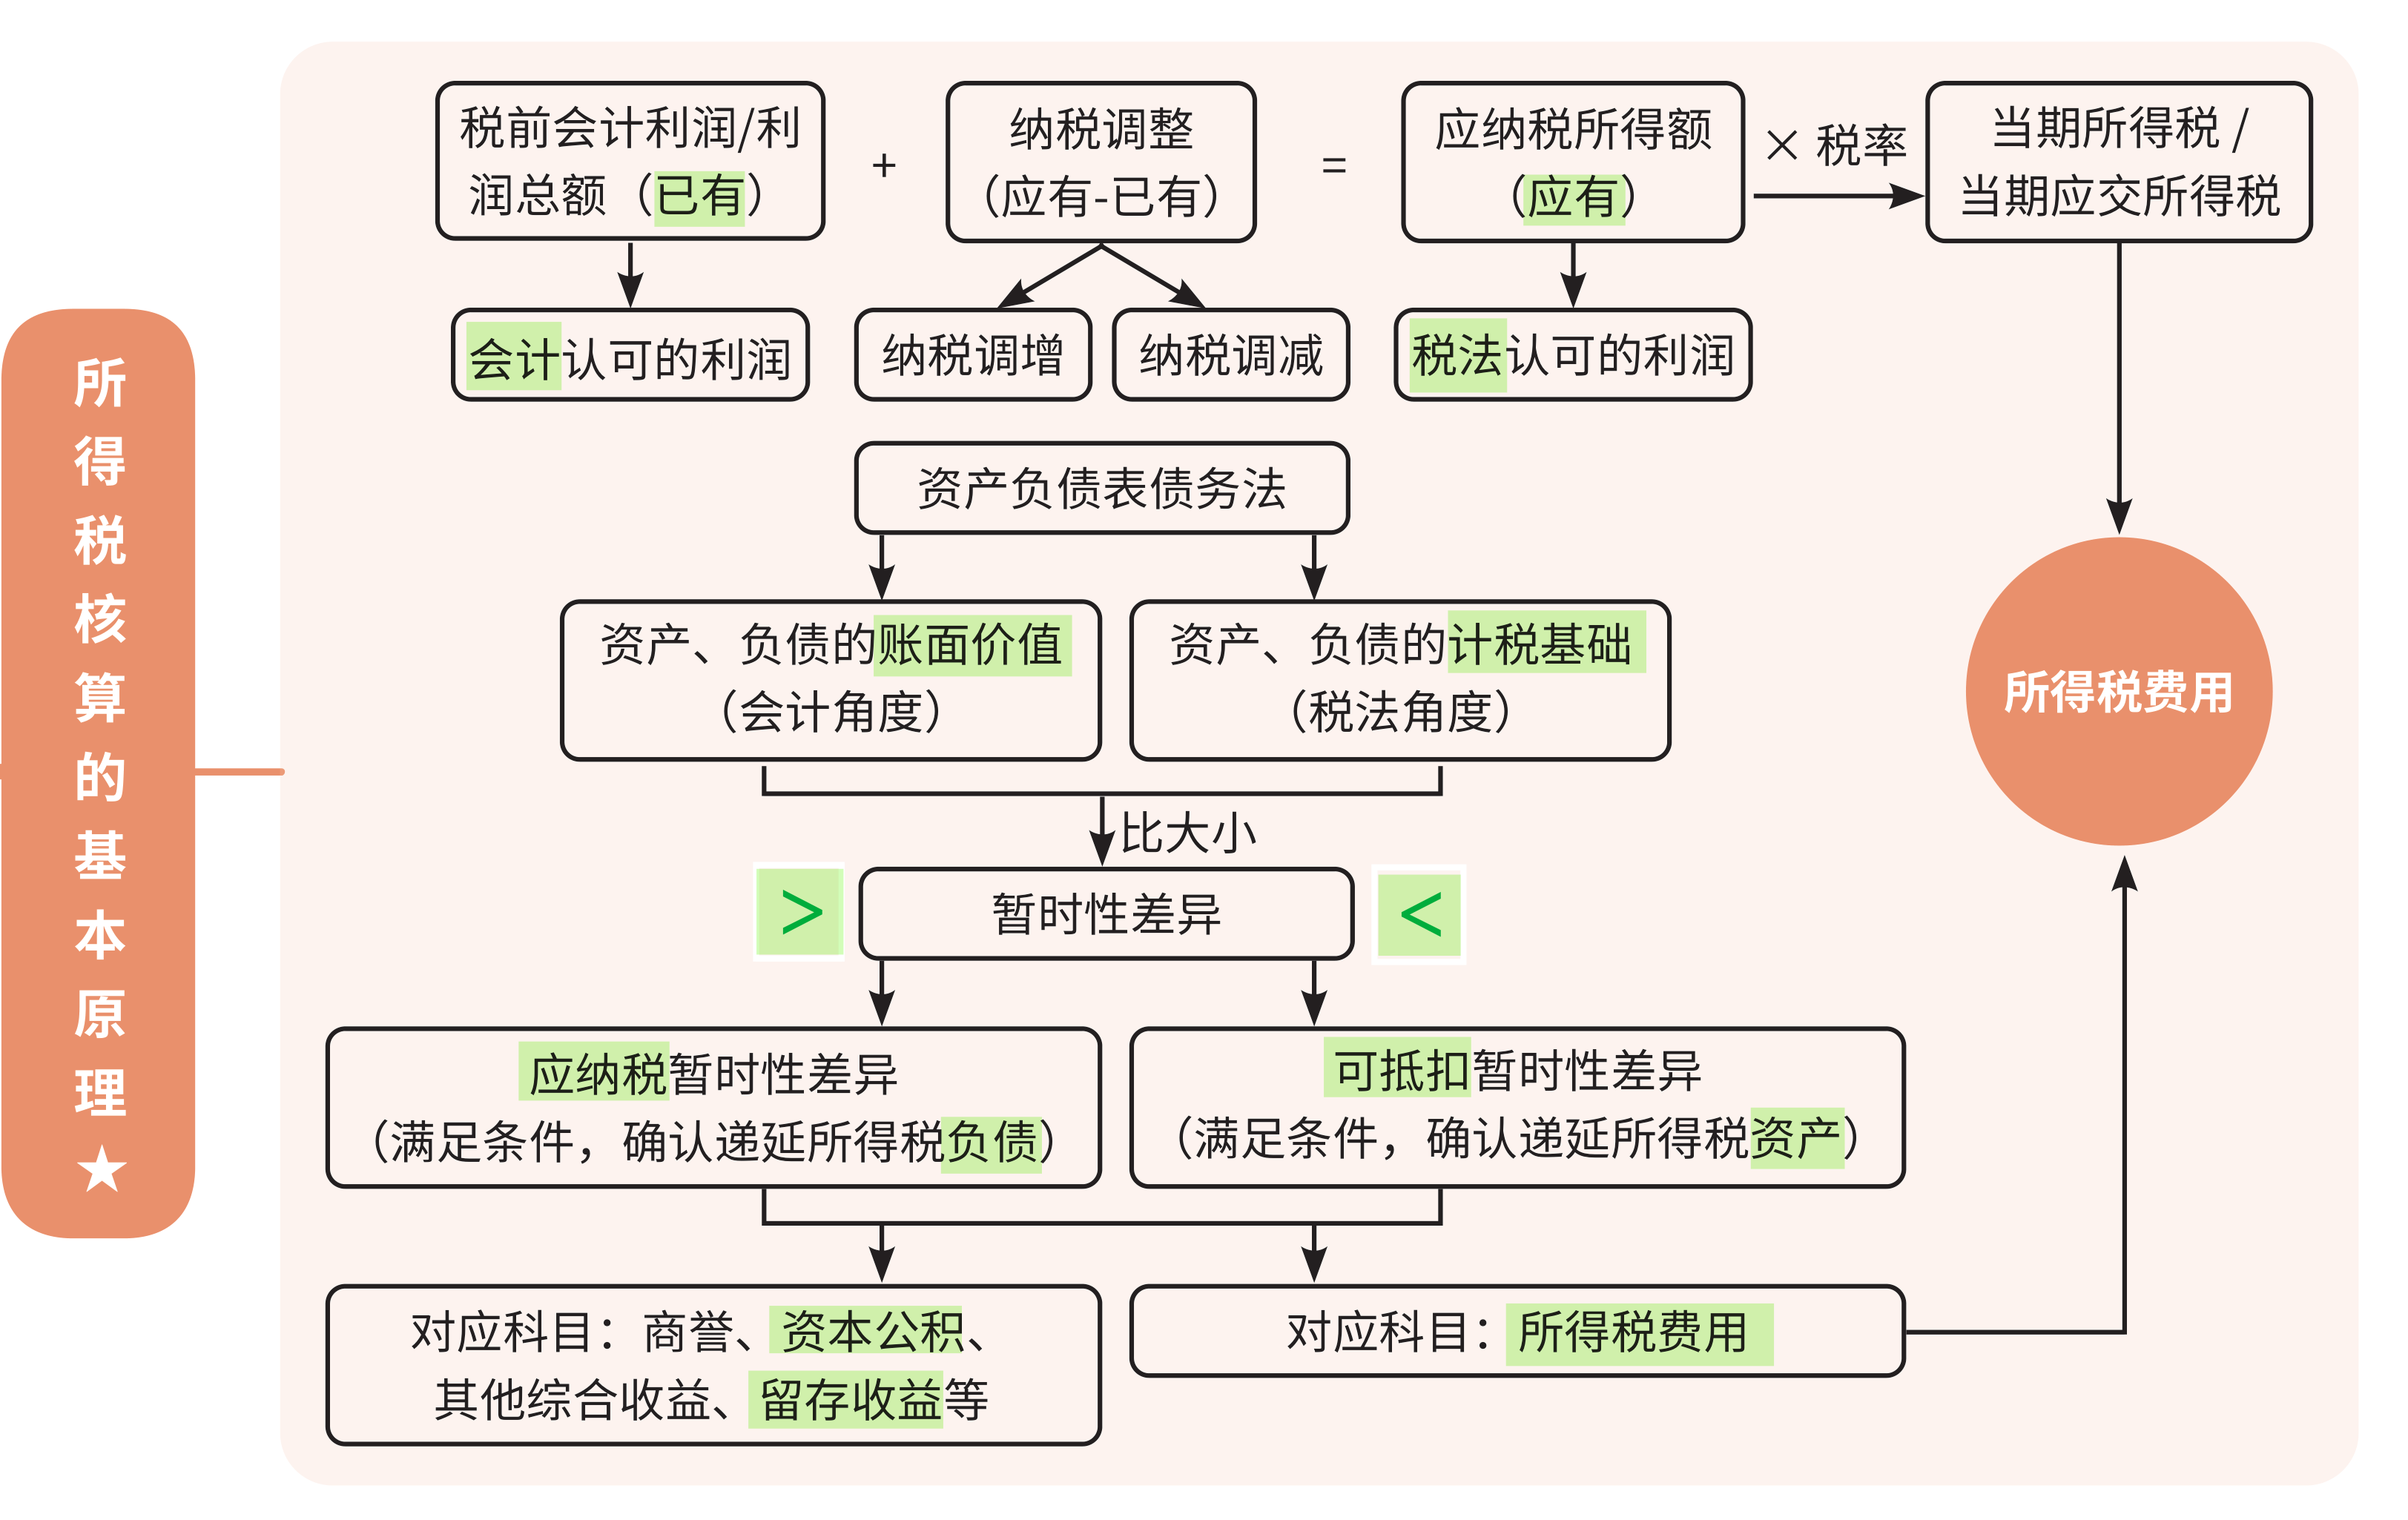 所得税核算的基本原理★
税前会计利润/利
润总额（已有）
+
纳税调整
（应有-已有）
=
应纳税所得额
（应有）
× 税率
当期所得税 /
当期应交所得税
会计认可的利润
纳税调增
纳税调减
税法认可的利润
资产负债表债务法
资产、负债的账面价值
（会计角度）
资产、负债的计税基础
（税法角度）
所得税费用
比大小
>
暂时性差异
<
应纳税暂时性差异
（满足条件，确认递延所得税负债）
可抵扣暂时性差异
（满足条件，确认递延所得税资产）
对应科目：商誉、资本公积、
其他综合收益、留存收益等
对应科目：所得税费用